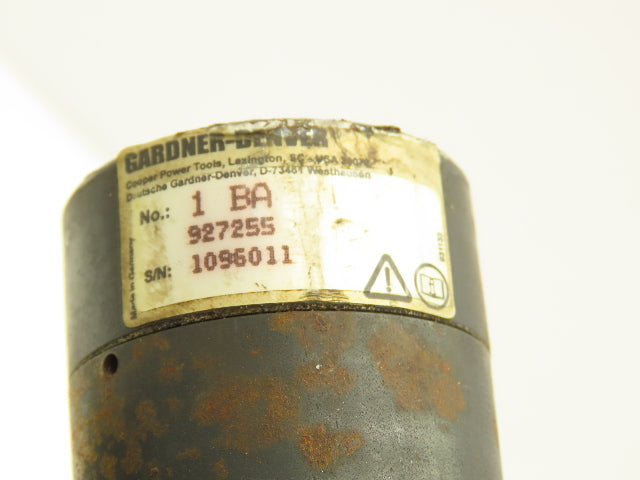 GARDNER-DENVER
Cooper Power Tools, Lexington, SC - USA 29072
Deutsche Gardner-Denver, D-73461 Westhausen
No.: 1 BA
927255
S/N: 1096011
Made in Germany